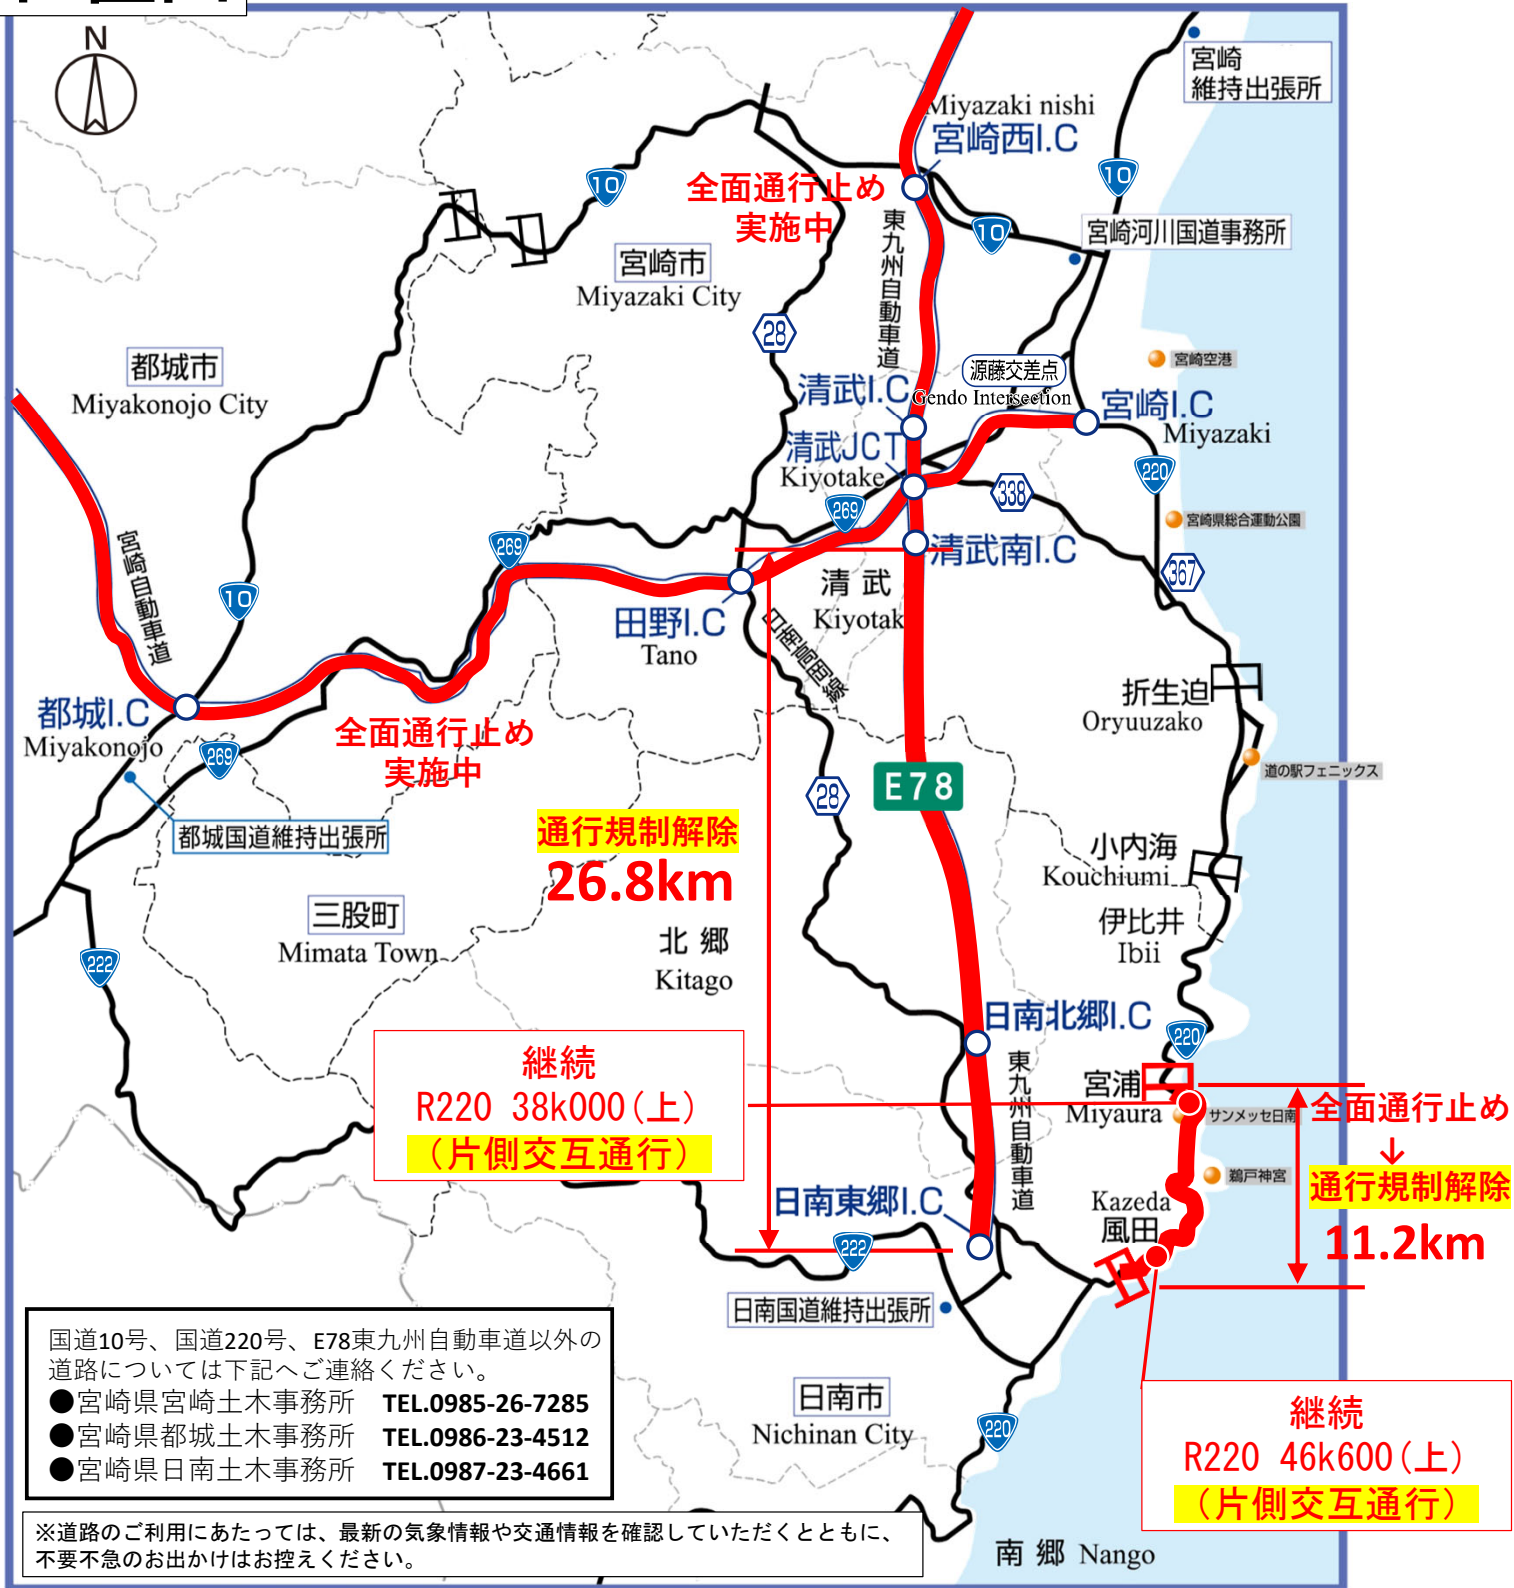 N
宮崎
維持出張所
Miyazaki nishi
宮崎西I.C
10
10
全面通行止め
実施中
東九州自動車道
10
宮崎河川国道事務所
宮崎市
Miyazaki City
28
都城市
Miyakonojo City
源藤交差点
Gendo Intersection
宮崎空港
清武I.C
宮崎I.C
Miyazaki
清武JCT
Kiyotake
220
338
269
宮崎県総合運動公園
宮崎自動車道
269
清武南I.C
367
10
清武
Kiyotak
田野I.C
Tano
日南高岡線
折生迫
Oryuuzako
都城I.C
Miyakonojo
269
全面通行止め
実施中
道の駅フェニックス
E78
28
都城国道維持出張所
通行規制解除
26.8km
小内海
Kouchiumi
三股町
Mimata Town
伊比井
Ibii
222
北郷
Kitago
日南北郷I.C
220
継続
R220 38k000(上)
(片側交互通行)
東九州自動車道
宮浦
Miyaura
サンメッセ日南
全面通行止め
↓
通行規制解除
11.2km
鵜戸神宮
Kazeda
風田
日南東郷I.C
222
日南国道維持出張所
国道10号、国道220号、E78東九州自動車道以外の
道路については下記へご連絡ください。
●宮崎県宮崎土木事務所 TEL.0985-26-7285
●宮崎県都城土木事務所 TEL.0986-23-4512
●宮崎県日南土木事務所 TEL.0987-23-4661
日南市
Nichinan City
220
継続
R220 46k600(上)
(片側交互通行)
※道路のご利用にあたっては、最新の気象情報や交通情報を確認していただくとともに、
不要不急のお出かけはお控えください。
南郷 Nango